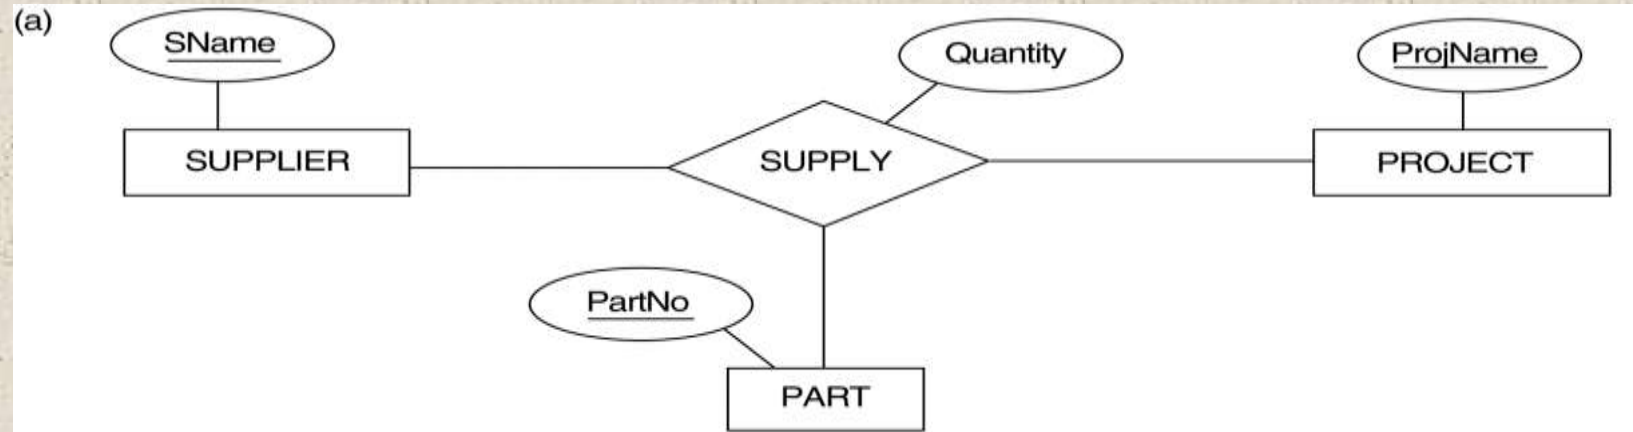 (a)
SName
Quantity
ProjName
SUPPLIER
SUPPLY
PROJECT
PartNo
PART